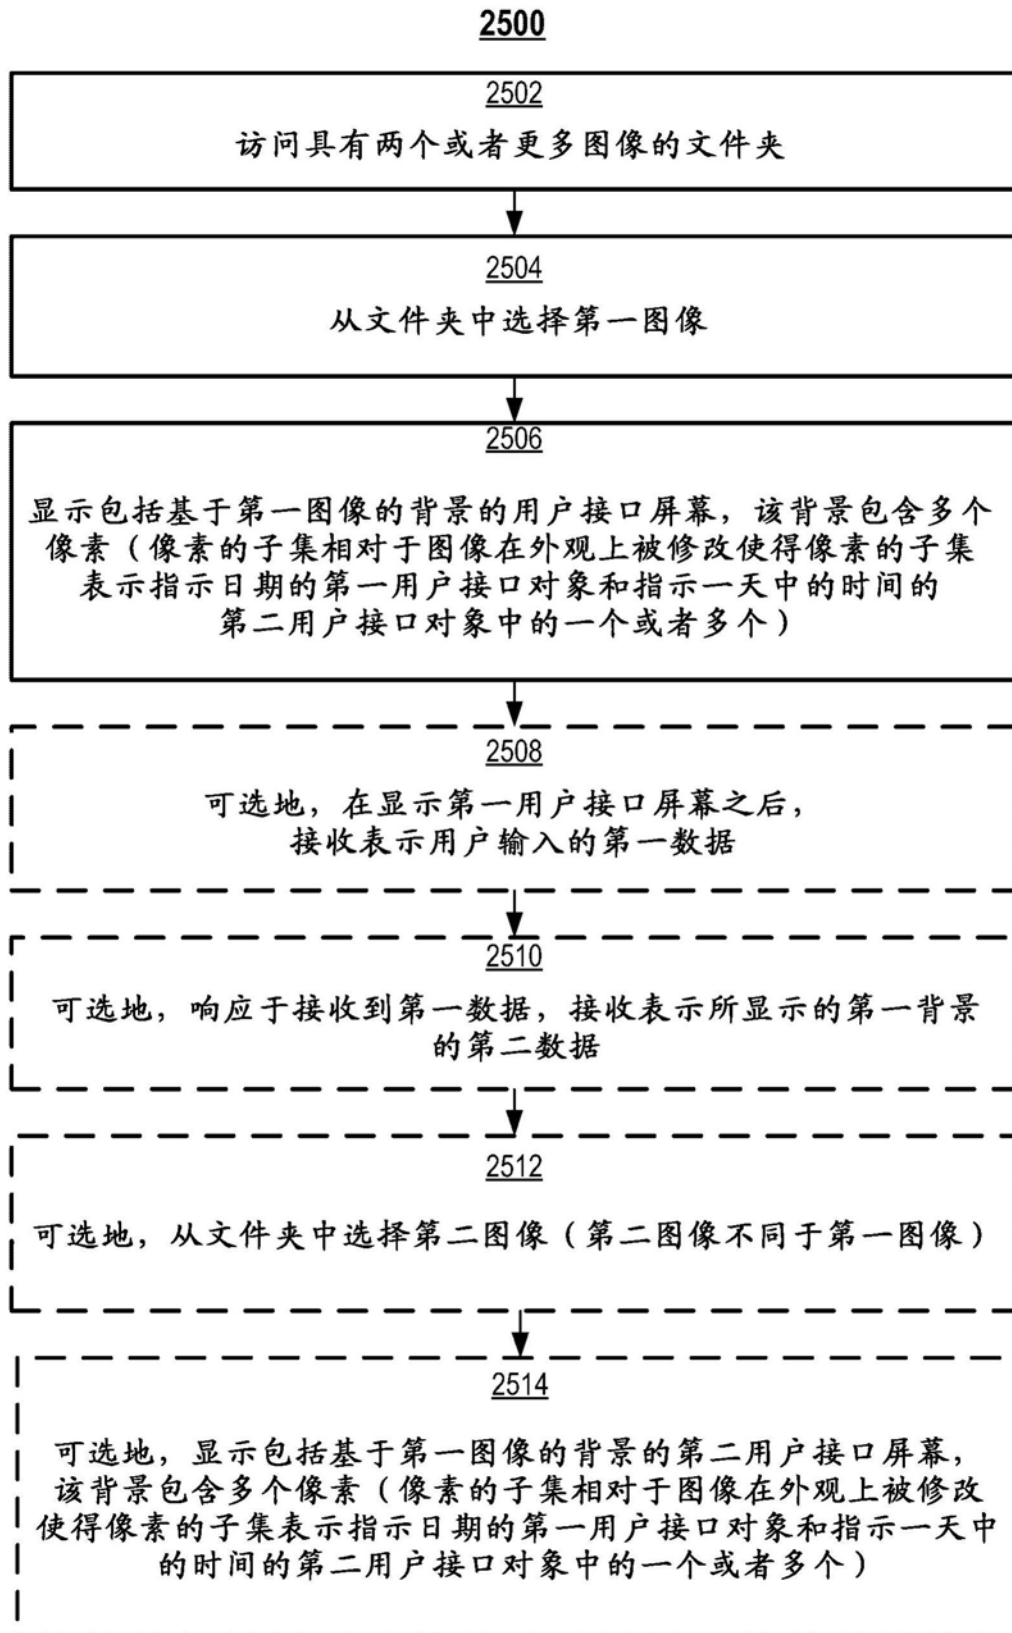 2500
2502
访问具有两个或者更多图像的文件夹
2504
从文件夹中选择第一图像
2506
显示包括基于第一图像的背景的用户接口屏幕，该背景包含多个
像素（像素的子集相对于图像在外观上被修改使得像素的子集
表示指示日期的第一用户接口对象和指示一天中的时间的
第二用户接口对象中的一个或者多个）
2508
可选地，在显示第一用户接口屏幕之后，
接收表示用户输入的第一数据
2510
可选地，响应于接收到第一数据，接收表示所显示的第一背景
的第二数据
2512
可选地，从文件夹中选择第二图像（第二图像不同于第一图像）
2514
可选地，显示包括基于第一图像的背景的第二用户接口屏幕，
该背景包含多个像素（像素的子集相对于图像在外观上被修改
使得像素的子集表示指示日期的第一用户接口对象和指示一天中
的时间的第二用户接口对象中的一个或者多个）